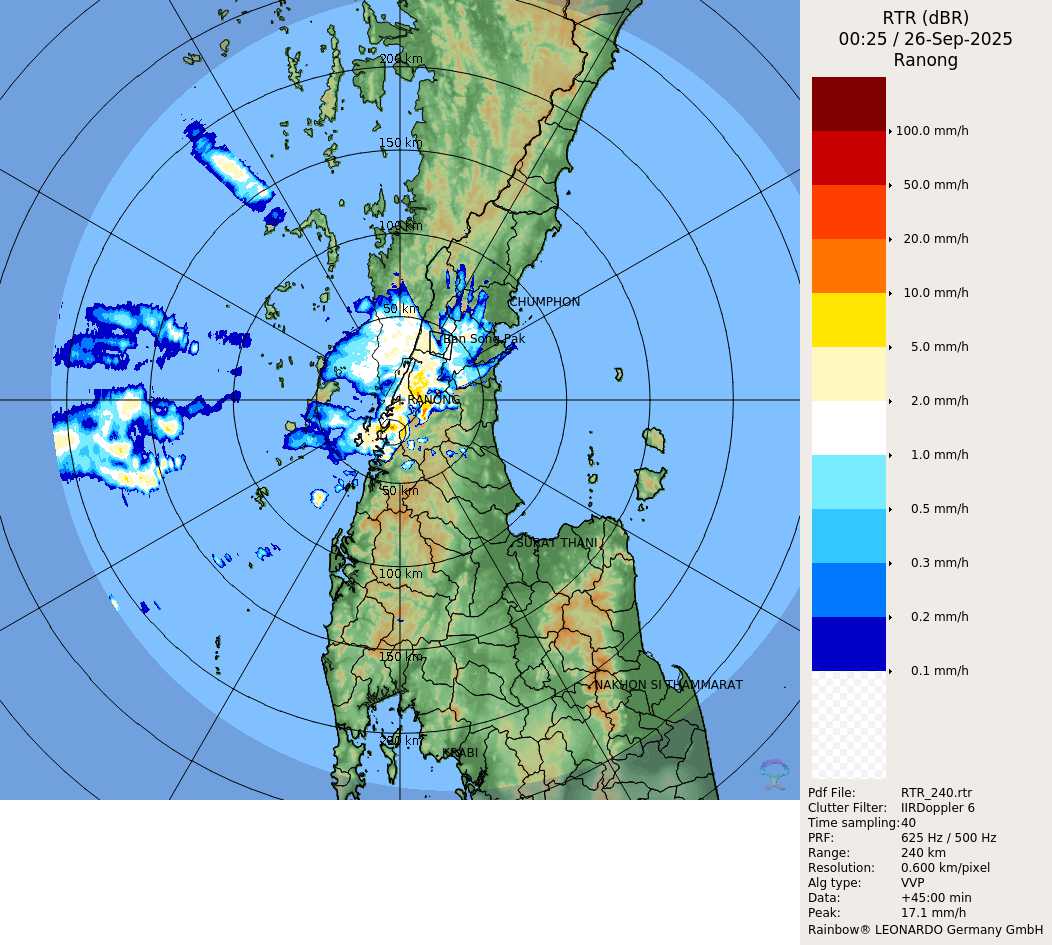 RTR (dBR)
00:25 / 26-Sep-2025
Ranong
200 km
150 km
100 km
50 km
CHUMPHON
Ban Song Pak
RANONG
50 km
SURAT THANI
100 km
150 km
NAKHON SI THAMMARAT
200 km
KRABI
100.0 mm/h
50.0 mm/h
20.0 mm/h
10.0 mm/h
5.0 mm/h
2.0 mm/h
1.0 mm/h
0.5 mm/h
0.3 mm/h
0.2 mm/h
0.1 mm/h
Pdf File: RTR_240.rtr
Clutter Filter: IIRDoppler 6
Time sampling:40
PRF: 625 Hz / 500 Hz
Range: 240 km
Resolution: 0.600 km/pixel
Alg type: VVP
Data: +45:00 min
Peak: 17.1 mm/h
Rainbow® LEONARDO Germany GmbH